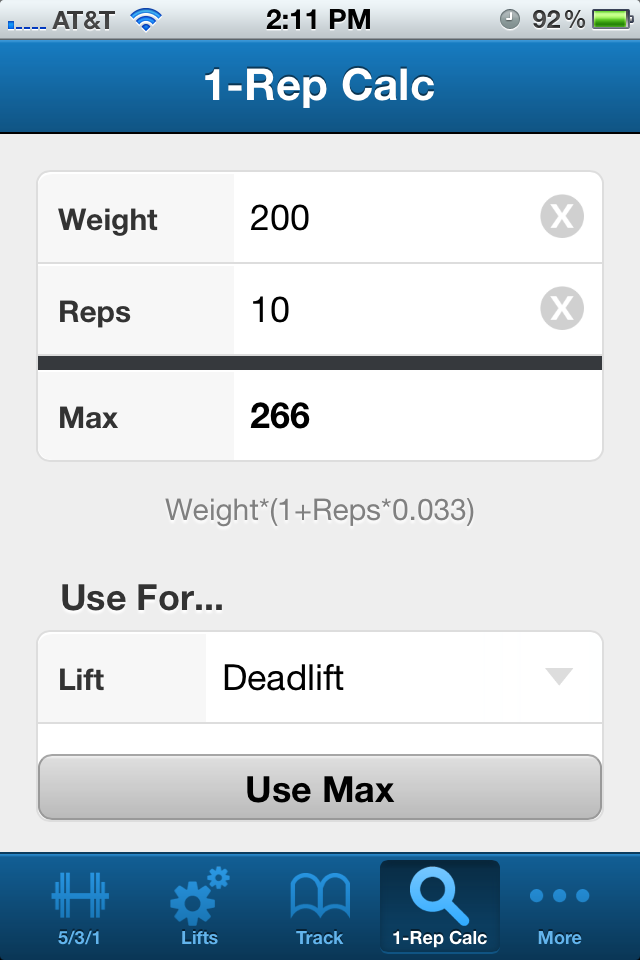 AT&T 2:11 PM 92%
1-Rep Calc
Weight 200 X
Reps 10 X
Max 266
Weight*(1+Reps*0.033)
Use For...
Lift Deadlift
Use Max
5/3/1 Lifts Track 1-Rep Calc More